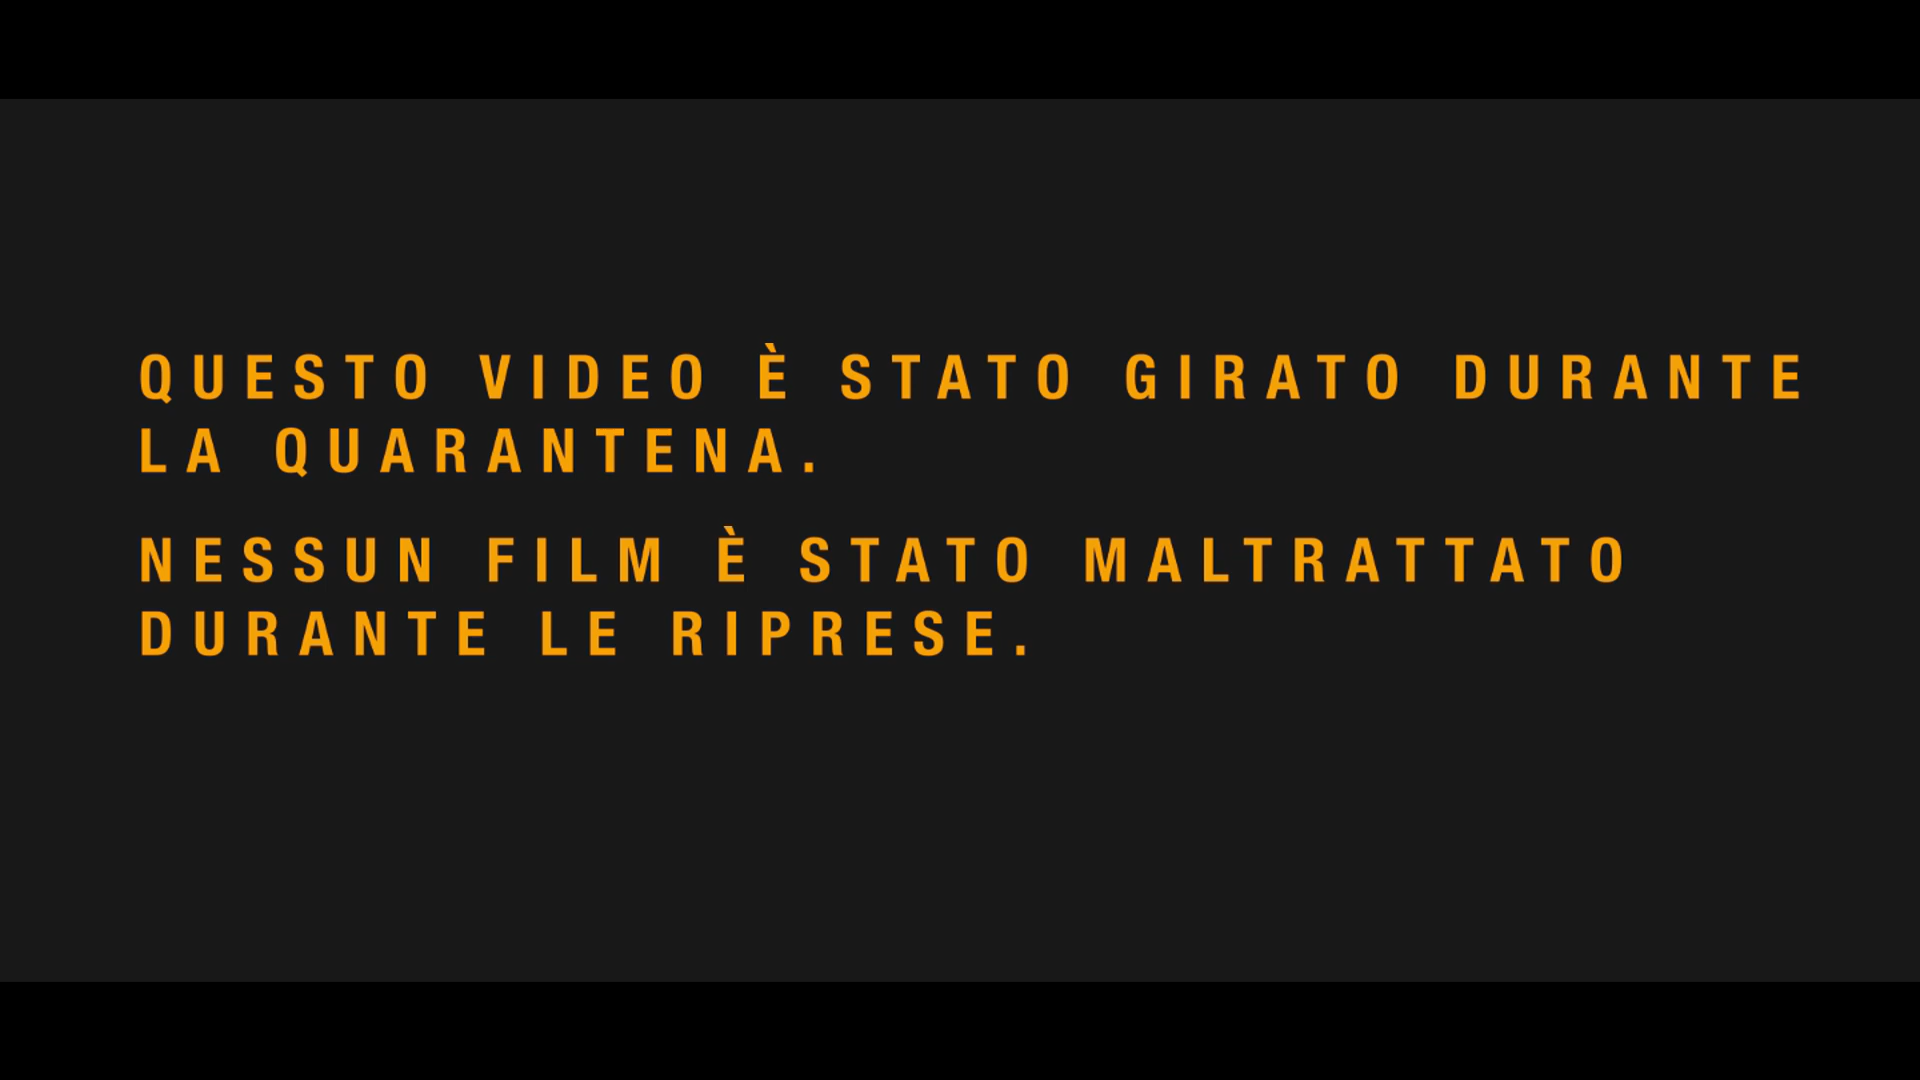 QUESTO VIDEO È STATO GIRATO DURANTE
LA QUARANTENA.
NESSUN FILM È STATO MALTRATTATO
DURANTE LE RIPRESE.